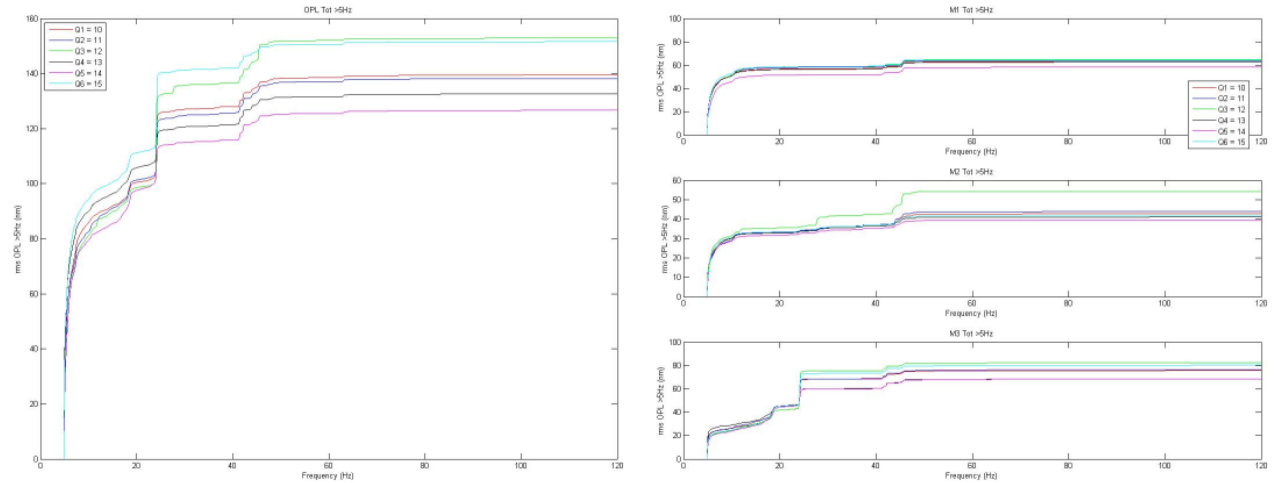 OPL Tot >5Hz
rms OPL >5Hz (nm)
160
140
120
100
80
60
40
20
0
Q1 = 10
Q2 = 11
Q3 = 12
Q4 = 13
Q5 = 14
Q6 = 15
0 20 40 60 80 100 120
Frequency (Hz)
M1 Tot >5Hz
rms OPL >5Hz (nm)
100
80
60
40
20
0
Q1 = 10
Q2 = 11
Q3 = 12
Q4 = 13
Q5 = 14
Q6 = 15
0 20 40 60 80 100 120
Frequency (Hz)
M2 Tot >5Hz
rms OPL >5Hz (nm)
60
50
40
30
20
10
0
0 20 40 60 80 100 120
Frequency (Hz)
M3 Tot >5Hz
rms OPL >5Hz (nm)
100
80
60
40
20
0
0 20 40 60 80 100 120
Frequency (Hz)